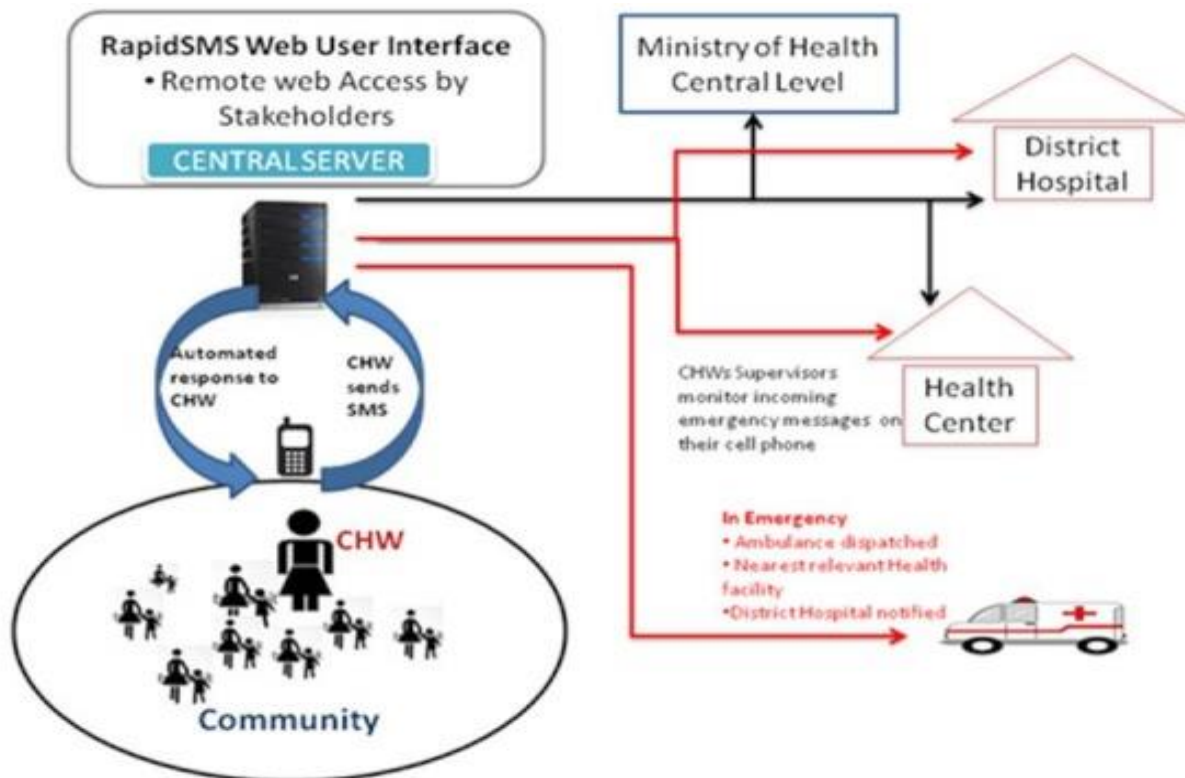 RapidSMS Web User Interface
• Remote web Access by
Stakeholders
CENTRALSERVER
Ministry of Health
Central Level
District
Hospital
Automated
response to
CHW
CHW
sends
SMS
CHWs Supervisors
monitor incoming
emergency messages on
their cell phone
Health
Center
In Emergency
• Ambulance dispatched
• Nearest relevant Health
facility
•District Hospital notified
CHW
Community